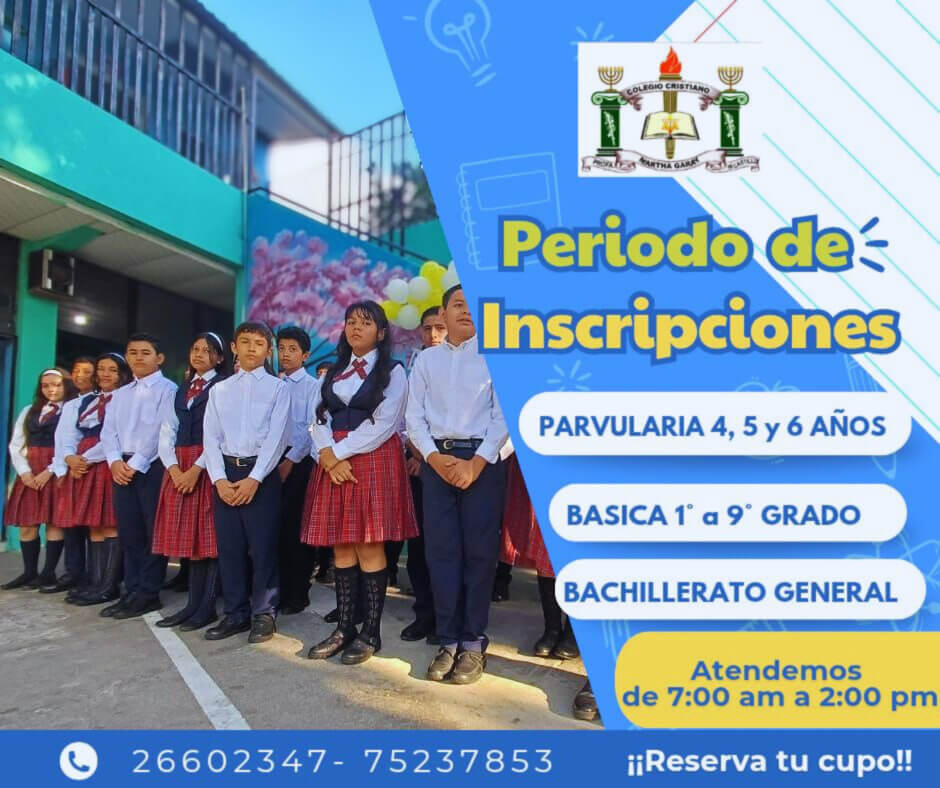 COLEGIO CRISTIANO
PROFA. MARTHA GARAY
Periodo de
Inscripciones
PARVULARIA 4, 5 y 6 AÑOS
BASICA 1° a 9° GRADO
BACHILLERATO GENERAL
Atendemos
de 7:00 am a 2:00 pm
26602347- 75237853
¡¡Reserva tu cupo!!